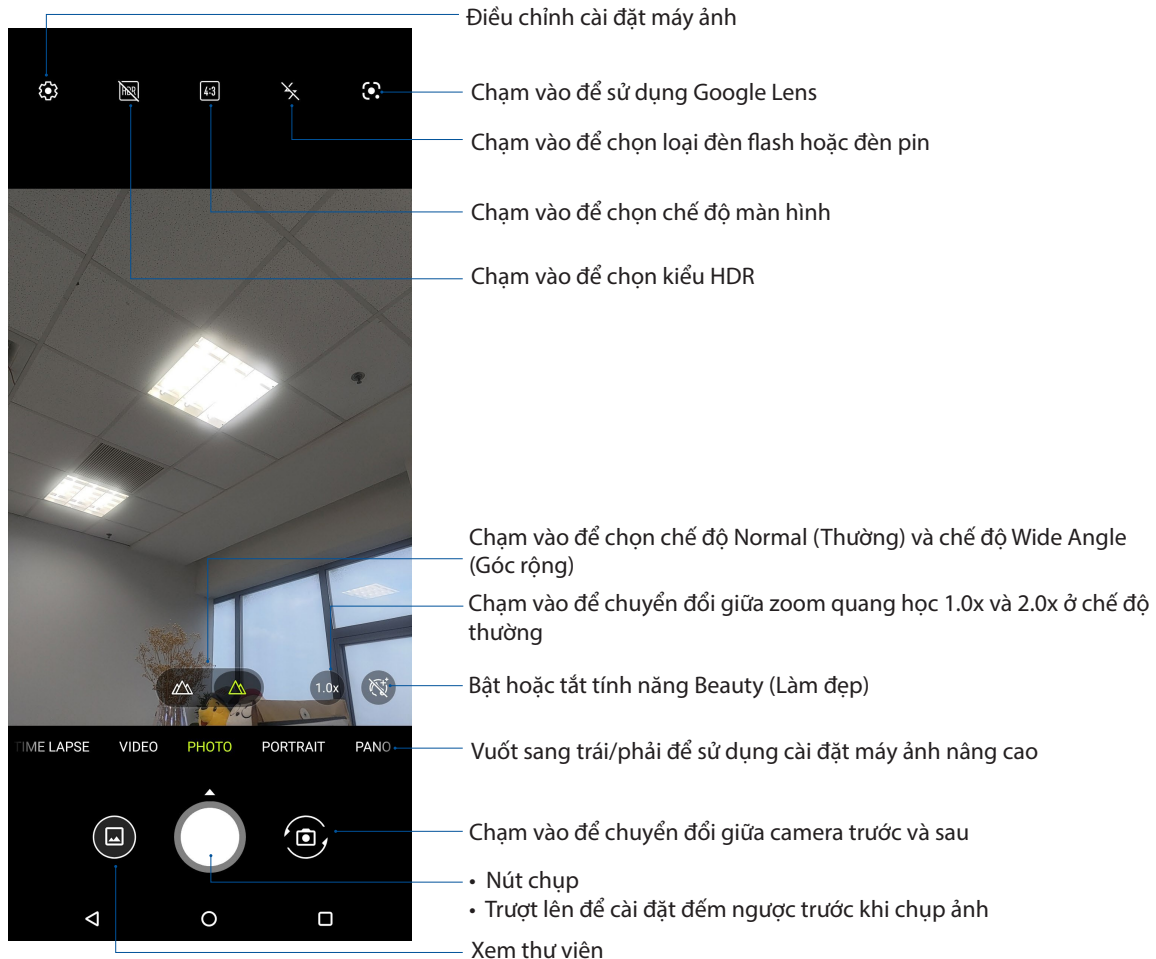 Điều chỉnh cài đặt máy ảnh
HDR
4:3
Chạm vào để sử dụng Google Lens
Chạm vào để chọn loại đèn flash hoặc đèn pin
Chạm vào để chọn chế độ màn hình
Chạm vào để chọn kiểu HDR
Chạm vào để chọn chế độ Normal (Thường) và chế độ Wide Angle
(Góc rộng)
Chạm vào để chuyển đổi giữa zoom quang học 1.0x và 2.0x ở chế độ
thường
1.0x
Bật hoặc tắt tính năng Beauty (Làm đẹp)
TIME LAPSE VIDEO PHOTO PORTRAIT PANO
Vuốt sang trái/phải để sử dụng cài đặt máy ảnh nâng cao
Chạm vào để chuyển đổi giữa camera trước và sau
• Nút chụp
• Trượt lên để cài đặt đếm ngược trước khi chụp ảnh
Xem thư viện